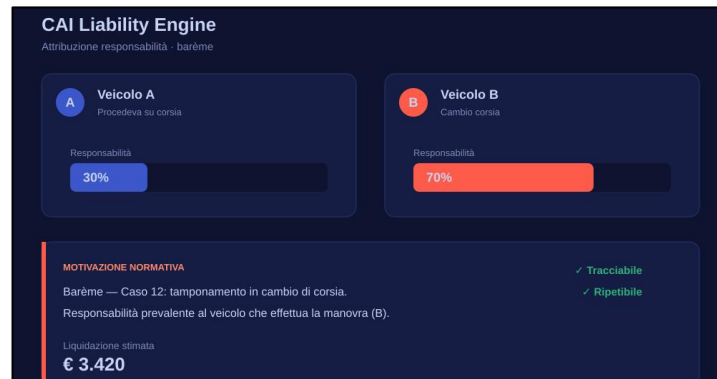 CAI Liability Engine
Attribuzione responsabilità · barème
A
Veicolo A
Procedeva su corsia
Responsabilità
30%
B
Veicolo B
Cambio corsia
Responsabilità
70%
MOTIVAZIONE NORMATIVA
Barème — Caso 12: tamponamento in cambio di corsia.
Responsabilità prevalente al veicolo che effettua la manovra (B).
✓ Tracciabile
✓ Ripetibile
Liquidazione stimata
€ 3.420